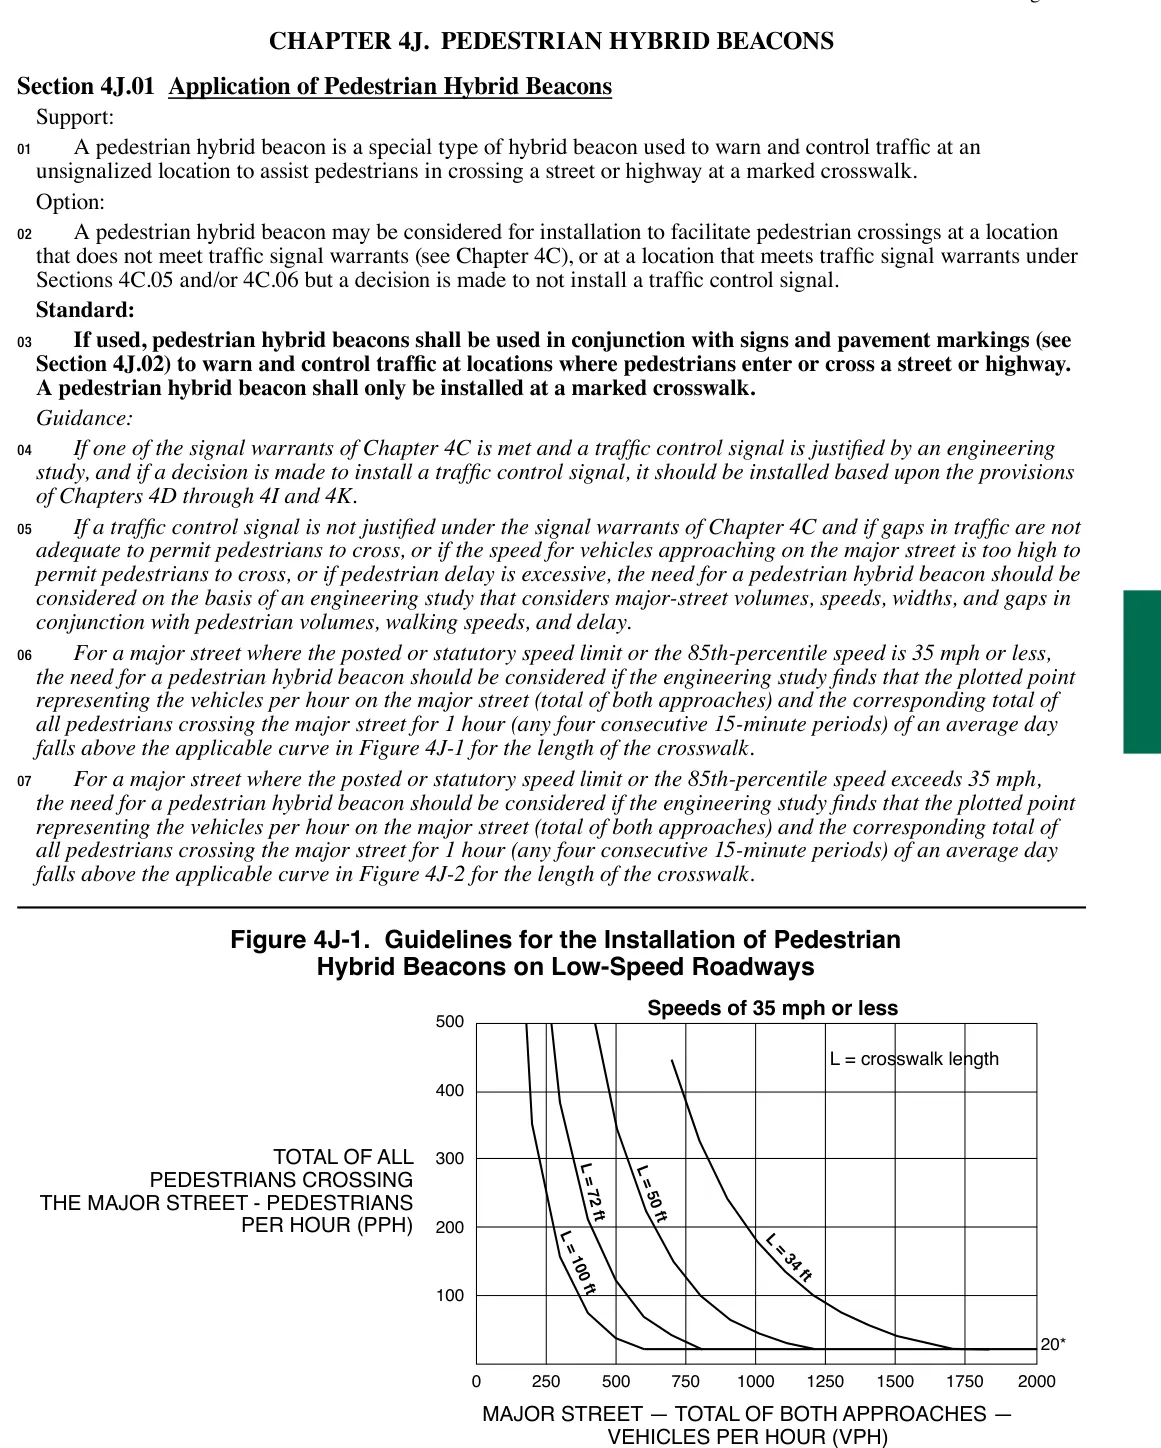 CHAPTER 4J. PEDESTRIAN HYBRID BEACONS
Section 4J.01 Application of Pedestrian Hybrid Beacons
Support:
01 A pedestrian hybrid beacon is a special type of hybrid beacon used to warn and control traffic at an
unsignalized location to assist pedestrians in crossing a street or highway at a marked crosswalk.
Option:
02 A pedestrian hybrid beacon may be considered for installation to facilitate pedestrian crossings at a location
that does not meet traffic signal warrants (see Chapter 4C), or at a location that meets traffic signal warrants under
Sections 4C.05 and/or 4C.06 but a decision is made to not install a traffic control signal.
Standard:
03 If used, pedestrian hybrid beacons shall be used in conjunction with signs and pavement markings (see
Section 4J.02) to warn and control traffic at locations where pedestrians enter or cross a street or highway.
A pedestrian hybrid beacon shall only be installed at a marked crosswalk.
Guidance:
04 If one of the signal warrants of Chapter 4C is met and a traffic control signal is justified by an engineering
study, and if a decision is made to install a traffic control signal, it should be installed based upon the provisions
of Chapters 4D through 4I and 4K.
05 If a traffic control signal is not justified under the signal warrants of Chapter 4C and if gaps in traffic are not
adequate to permit pedestrians to cross, or if the speed for vehicles approaching on the major street is too high to
permit pedestrians to cross, or if pedestrian delay is excessive, the need for a pedestrian hybrid beacon should be
considered on the basis of an engineering study that considers major-street volumes, speeds, widths, and gaps in
conjunction with pedestrian volumes, walking speeds, and delay.
06 For a major street where the posted or statutory speed limit or the 85th-percentile speed is 35 mph or less,
the need for a pedestrian hybrid beacon should be considered if the engineering study finds that the plotted point
representing the vehicles per hour on the major street (total of both approaches) and the corresponding total of
all pedestrians crossing the major street for 1 hour (any four consecutive 15-minute periods) of an average day
falls above the applicable curve in Figure 4J-1 for the length of the crosswalk.
07 For a major street where the posted or statutory speed limit or the 85th-percentile speed exceeds 35 mph,
the need for a pedestrian hybrid beacon should be considered if the engineering study finds that the plotted point
representing the vehicles per hour on the major street (total of both approaches) and the corresponding total of
all pedestrians crossing the major street for 1 hour (any four consecutive 15-minute periods) of an average day
falls above the applicable curve in Figure 4J-2 for the length of the crosswalk.
Figure 4J-1. Guidelines for the Installation of Pedestrian
Hybrid Beacons on Low-Speed Roadways
Speeds of 35 mph or less
500
L = crosswalk length
400
300
TOTAL OF ALL
PEDESTRIANS CROSSING
THE MAJOR STREET - PEDESTRIANS
PER HOUR (PPH)
200
100
L = 100 ft
L = 72 ft
L = 50 ft
L = 34 ft
20*
0 250 500 750 1000 1250 1500 1750 2000
MAJOR STREET — TOTAL OF BOTH APPROACHES —
VEHICLES PER HOUR (VPH)